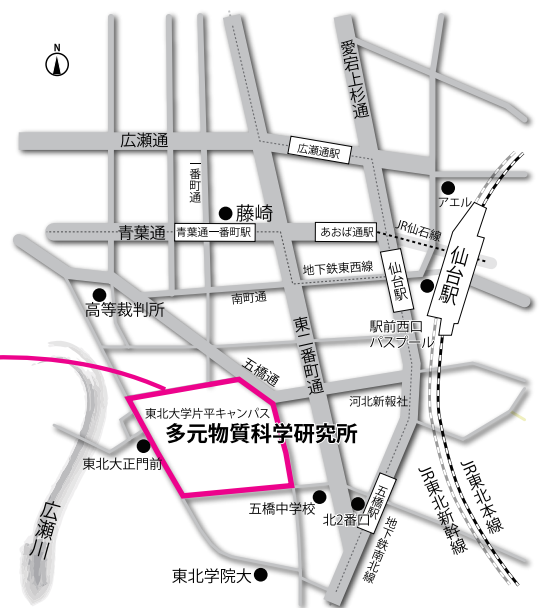 N
愛宕上杉通
広瀬通
広瀬通駅
一番町通
アエル
藤崎
青葉通
青葉通一番町駅
あおば通駅
JR仙石線
仙台駅
地下鉄東西線
仙台駅
南町通
高等裁判所
東二番町通
駅前西口
バスプール
五橋通
河北新報社
東北大学片平キャンパス
多元物質科学研究所
東北大正門前
五橋駅
JR東北本線
JR東北新幹線
五橋中学校
北2番口
広瀬川
地下鉄南北線
東北学院大